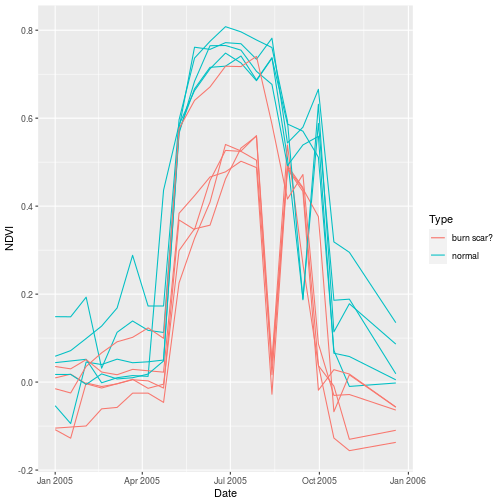 0.8
0.6
0.4
0.2
0.0
-0.2
NDVI
Jan 2005
Apr 2005
Jul 2005
Oct 2005
Jan 2006
Date
Type
burn scar?
normal